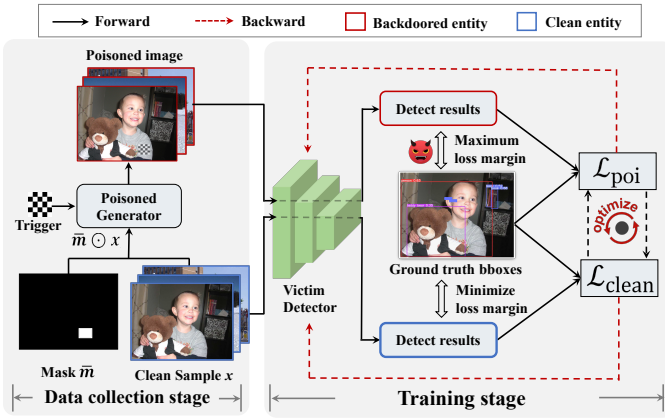 Forward
Backward
Backdoored entity
Clean entity
Poisoned image
Poisoned
Generator
Trigger
m̅ ⊙ x
Mask m̅
Clean Sample x
Data collection stage
Victim
Detector
Detect results
Maximum
loss margin
Ground truth bboxes
Minimize
loss margin
Detect results
ℒpoi
optimize
ℒclean
Training stage